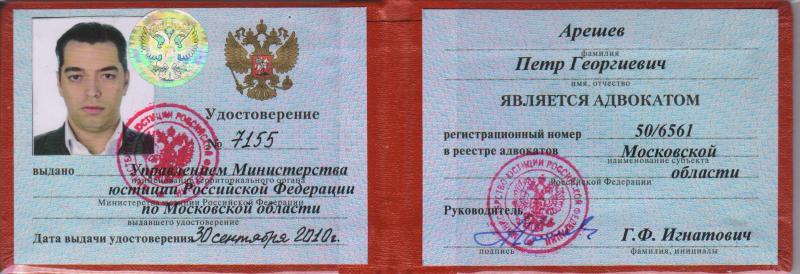 Удостоверение
№ 7155
выдано Управлением Министерства
наименование территориального органа
юстиции Российской Федерации
Министерства юстиции Российской Федерации
по Московской области
выдавшего удостоверение
Дата выдачи удостоверения 30 сентября 2010г.
Арешев
фамилия
Петр Георгиевич
имя, отчество
ЯВЛЯЕТСЯ АДВОКАТОМ
регистрационный номер 50/6561
в реестре адвокатов Московской
наименование субъекта
области
Российской Федерации
Руководитель
Г.Ф. Игнатович
подпись фамилия, инициалы